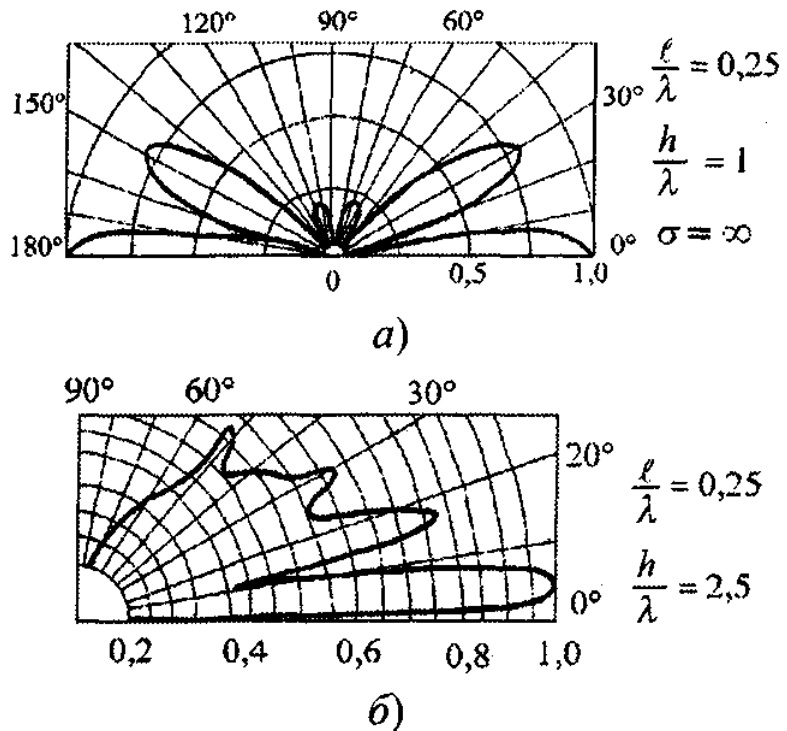 120° 90° 60°
150° 30°
180° 0°
0 0,5 1,0
ℓ/λ = 0,25
h/λ = 1
σ = ∞
а)
90° 60° 30°
20°
0°
0,2 0,4 0,6 0,8 1,0
ℓ/λ = 0,25
h/λ = 2,5
б)